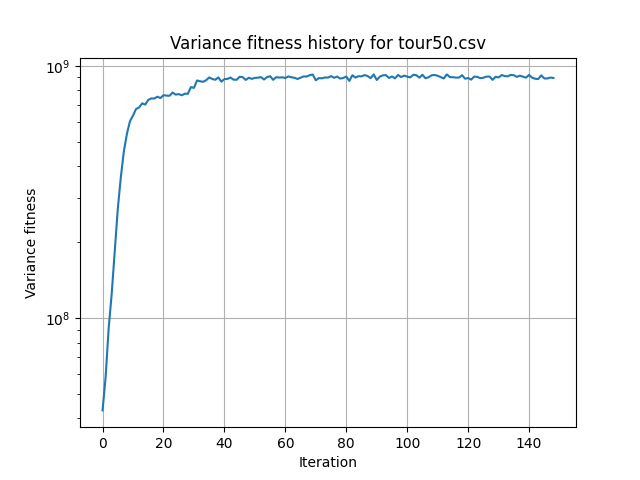 Variance fitness history for tour50.csv
10⁹
10⁸
Variance fitness
0 20 40 60 80 100 120 140
Iteration